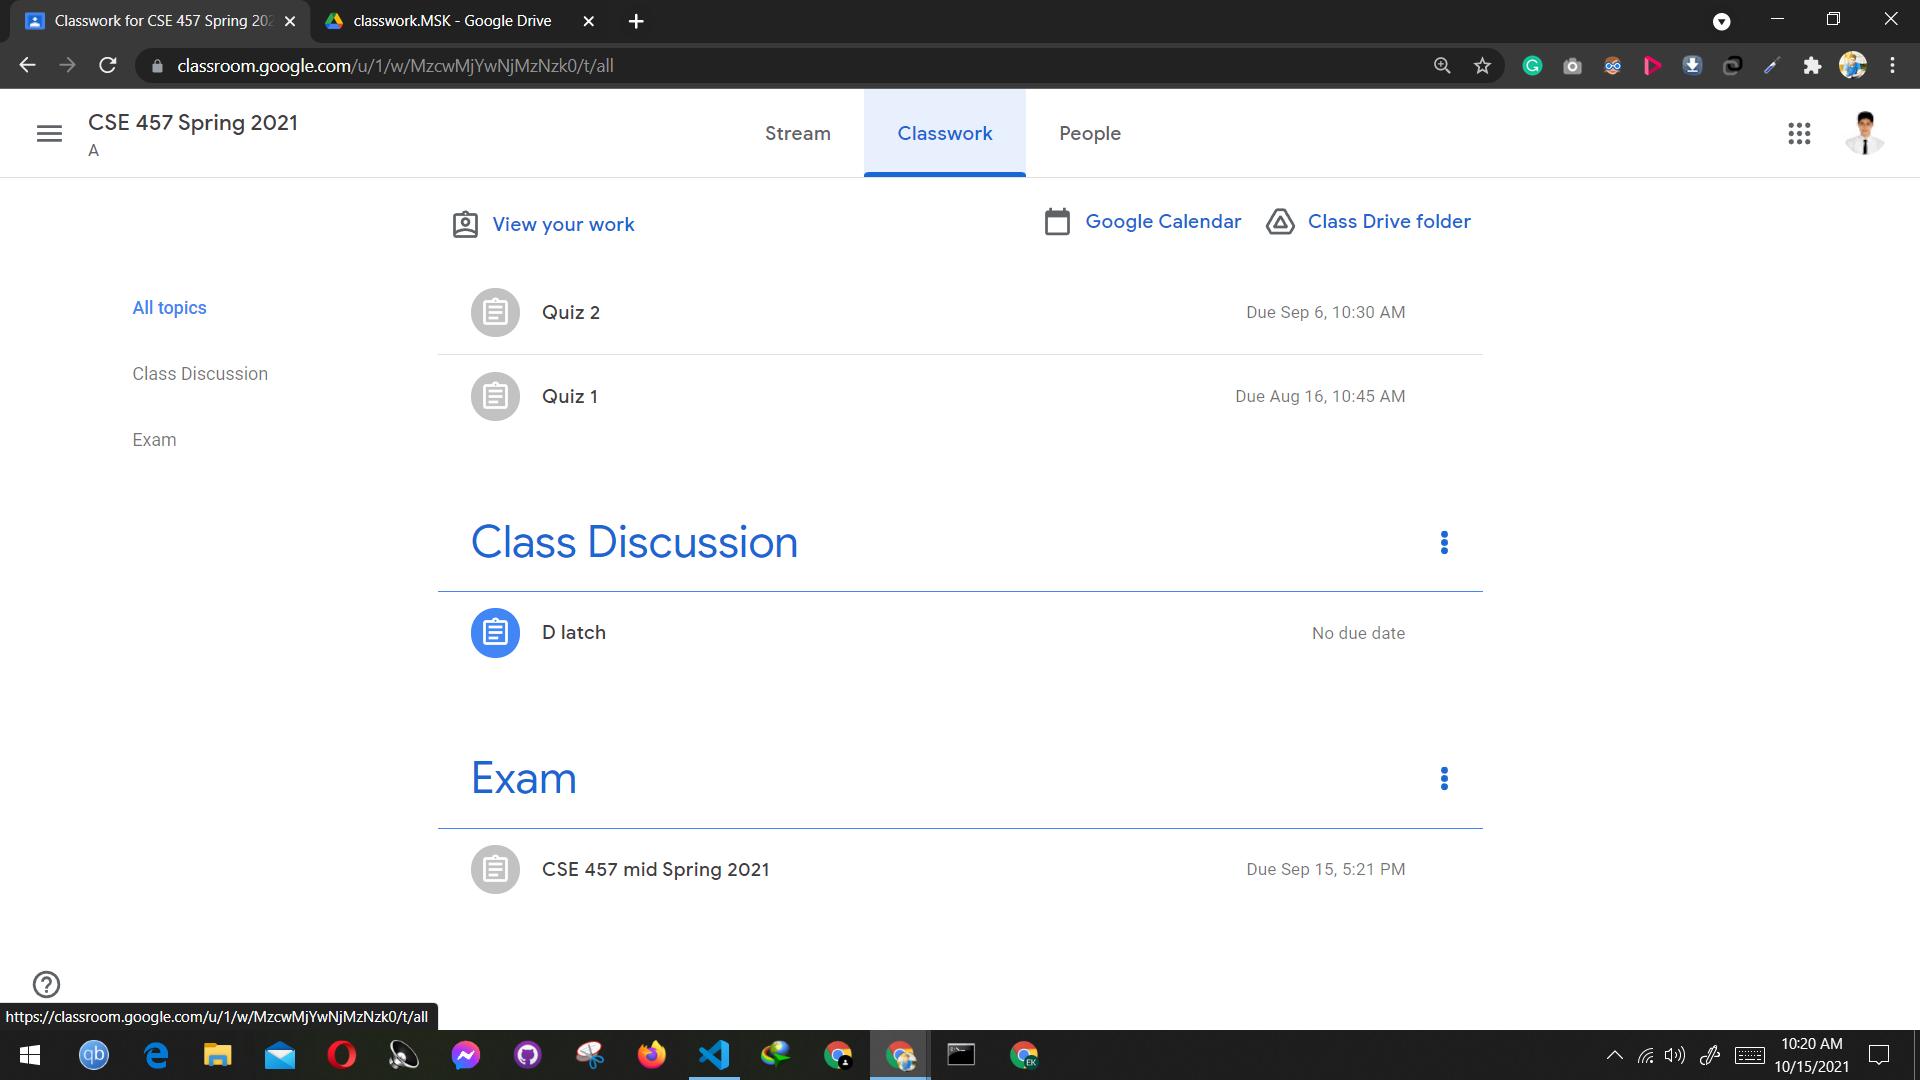 Classwork for CSE 457 Spring 202
classwork.MSK - Google Drive
classroom.google.com/u/1/w/MzcwMjYwNjMzNzk0/t/all
CSE 457 Spring 2021
A
Stream
Classwork
People
View your work
Google Calendar
Class Drive folder
All topics
Class Discussion
Exam
Quiz 2
Due Sep 6, 10:30 AM
Quiz 1
Due Aug 16, 10:45 AM
Class Discussion
D latch
No due date
Exam
CSE 457 mid Spring 2021
Due Sep 15, 5:21 PM
https://classroom.google.com/u/1/w/MzcwMjYwNjMzNzk0/t/all
qb
EK
10:20 AM
10/15/2021